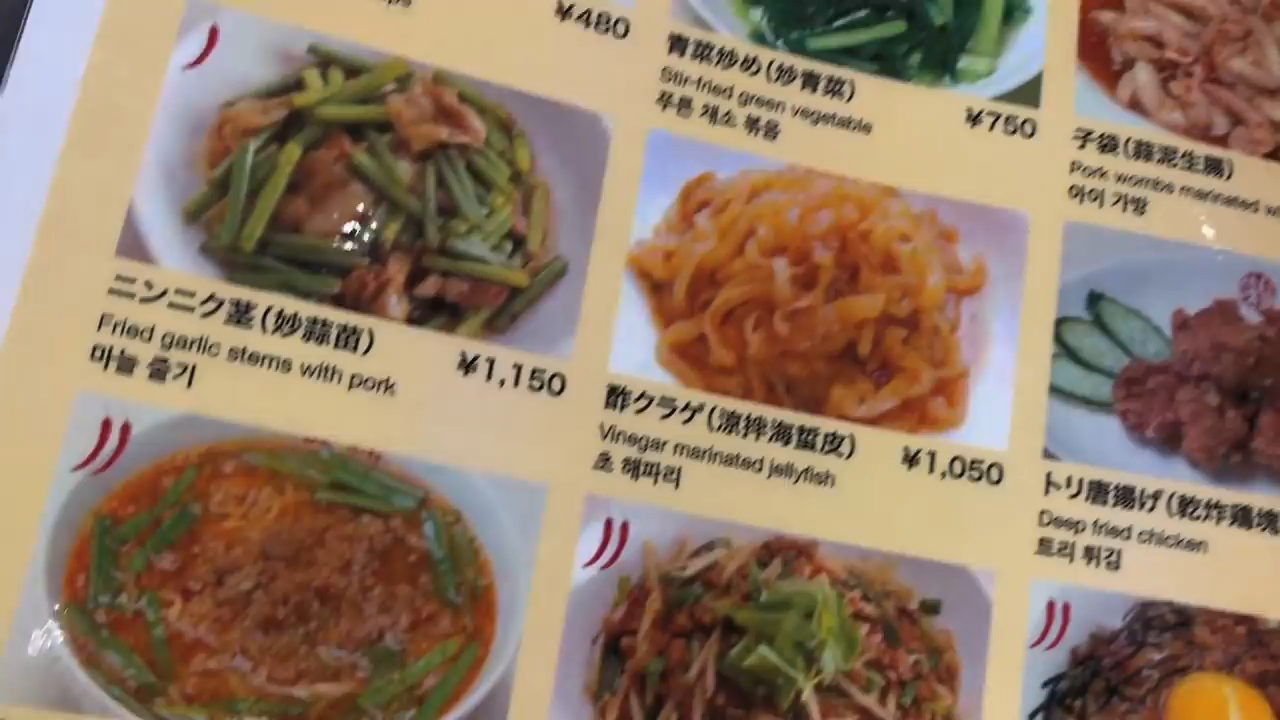 ¥480
青菜炒め(炒青菜)
Stir-fried green vegetable
푸른 채소 볶음
¥750
子袋(蒜泥生腸)
Pork wombs marinated
아이 가방
ニンニク茎(炒蒜苗)
Fried garlic stems with pork
마늘 줄기
¥1,150
酢クラゲ(涼拌海蜇皮)
Vinegar marinated jellyfish
초 해파리
¥1,050
トリ唐揚げ(乾炸鶏塊
Deep fried chicken
트리 튀김